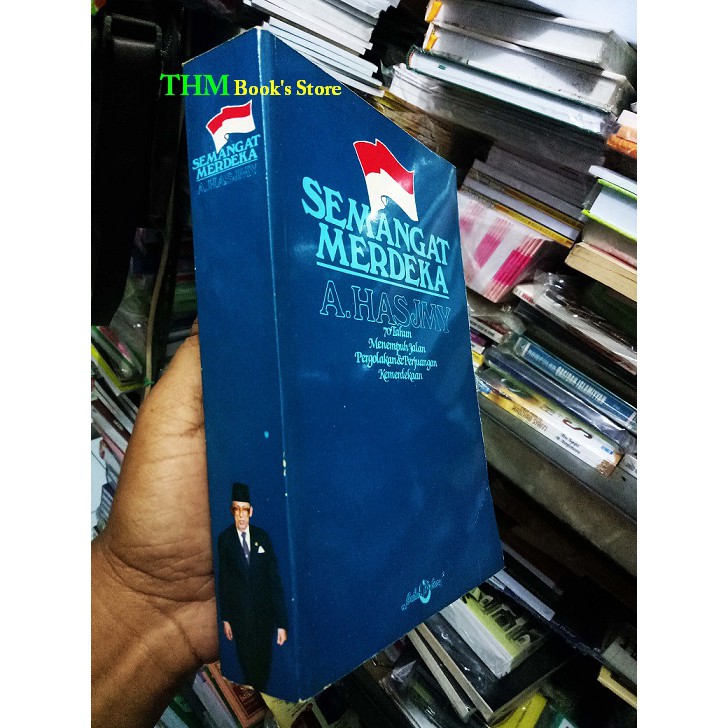 THM Book's Store
SEMANGAT
MERDEKA
A.HASJMY
SEMANGAT
MERDEKA
A.HASJMY
70 Tahun
Menempuh Jalan
Pergolakan & Perjuangan
Kemerdekaan